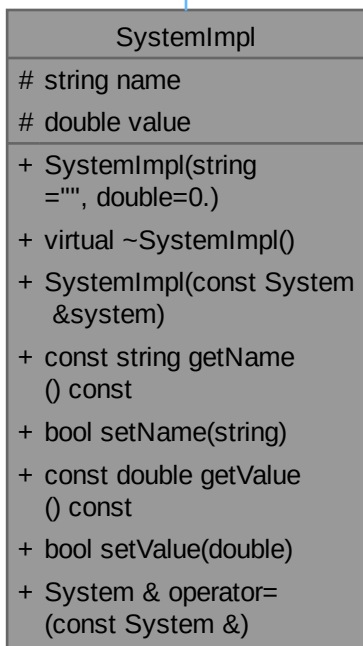 SystemImpl
# string name
# double value
+ SystemImpl(string
="", double=0.)
+ virtual ~SystemImpl()
+ SystemImpl(const System
&system)
+ const string getName
() const
+ bool setName(string)
+ const double getValue
() const
+ bool setValue(double)
+ System & operator=
(const System &)